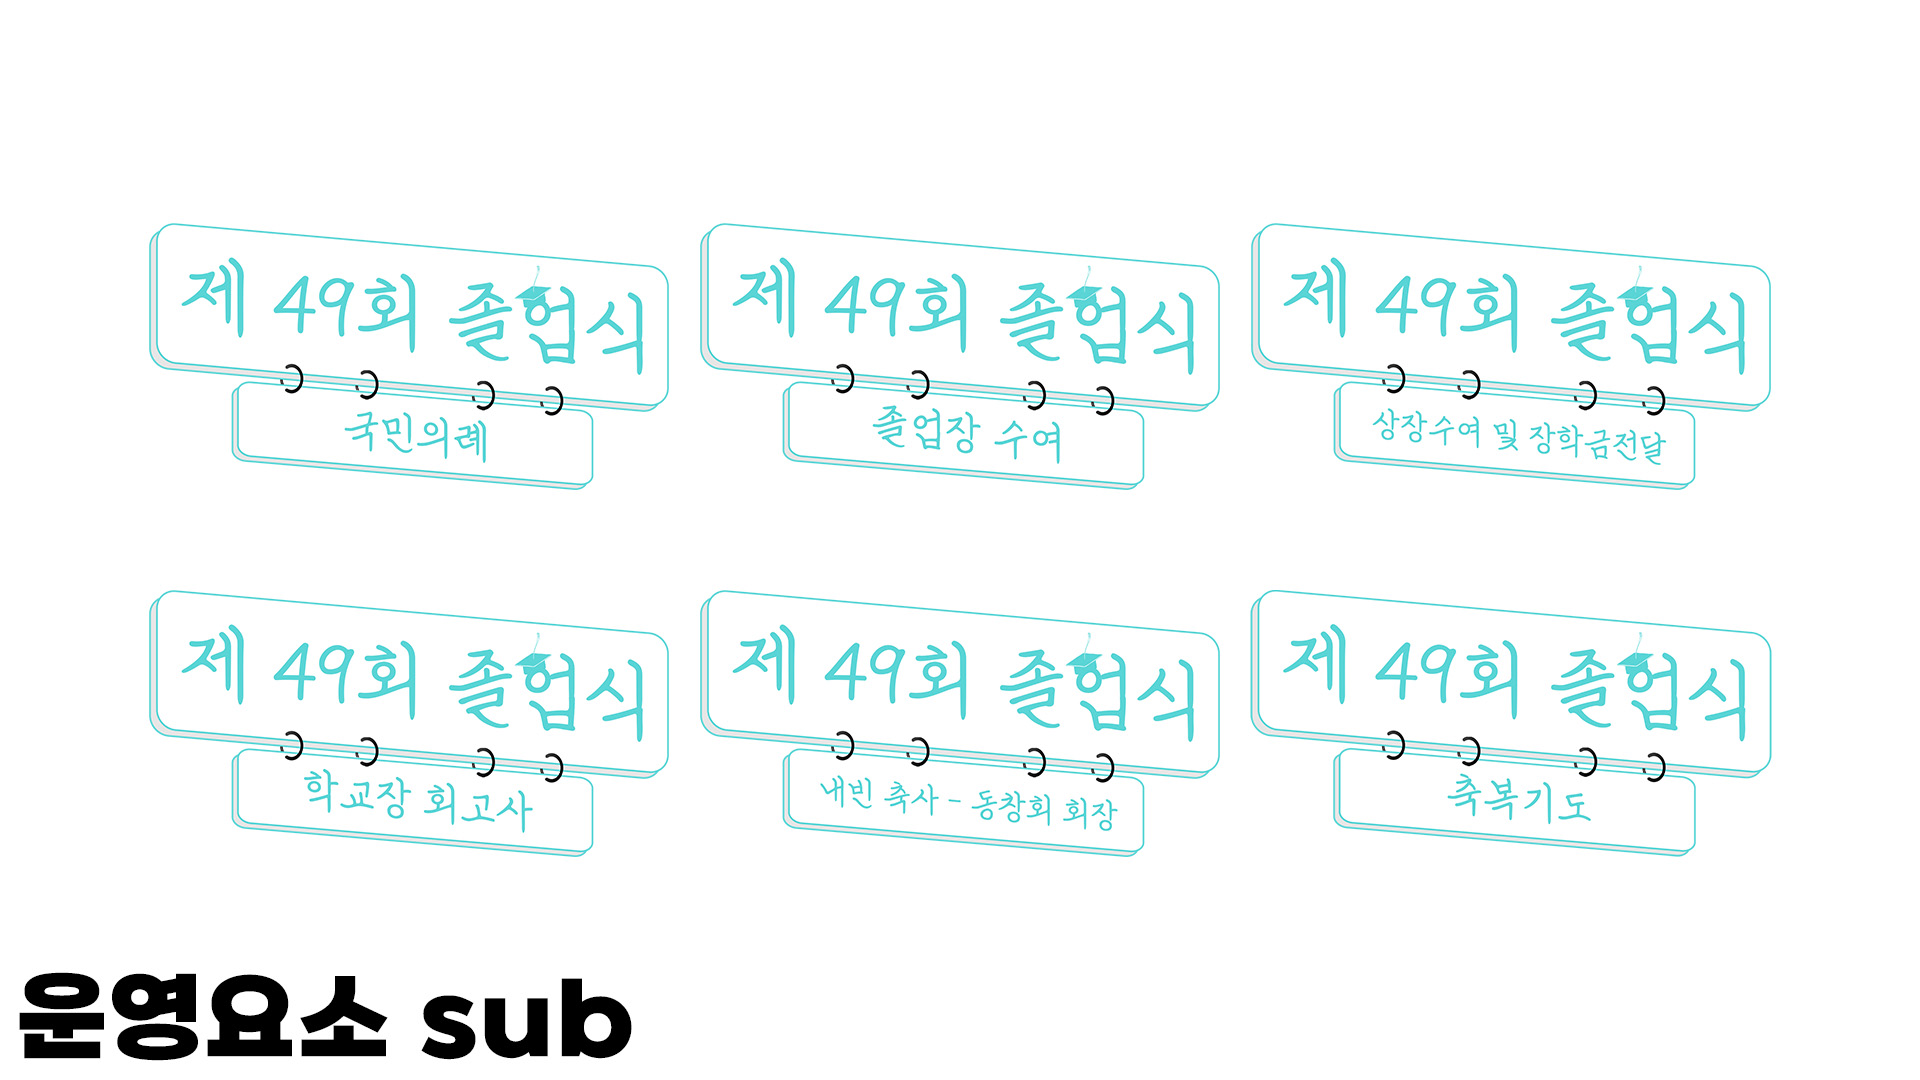 제 49회 졸업식
국민의례
제 49회 졸업식
졸업장 수여
제 49회 졸업식
상장수여 및 장학금전달
제 49회 졸업식
학교장 회고사
제 49회 졸업식
내빈 축사 - 동창회 회장
제 49회 졸업식
축복기도
운영요소 sub